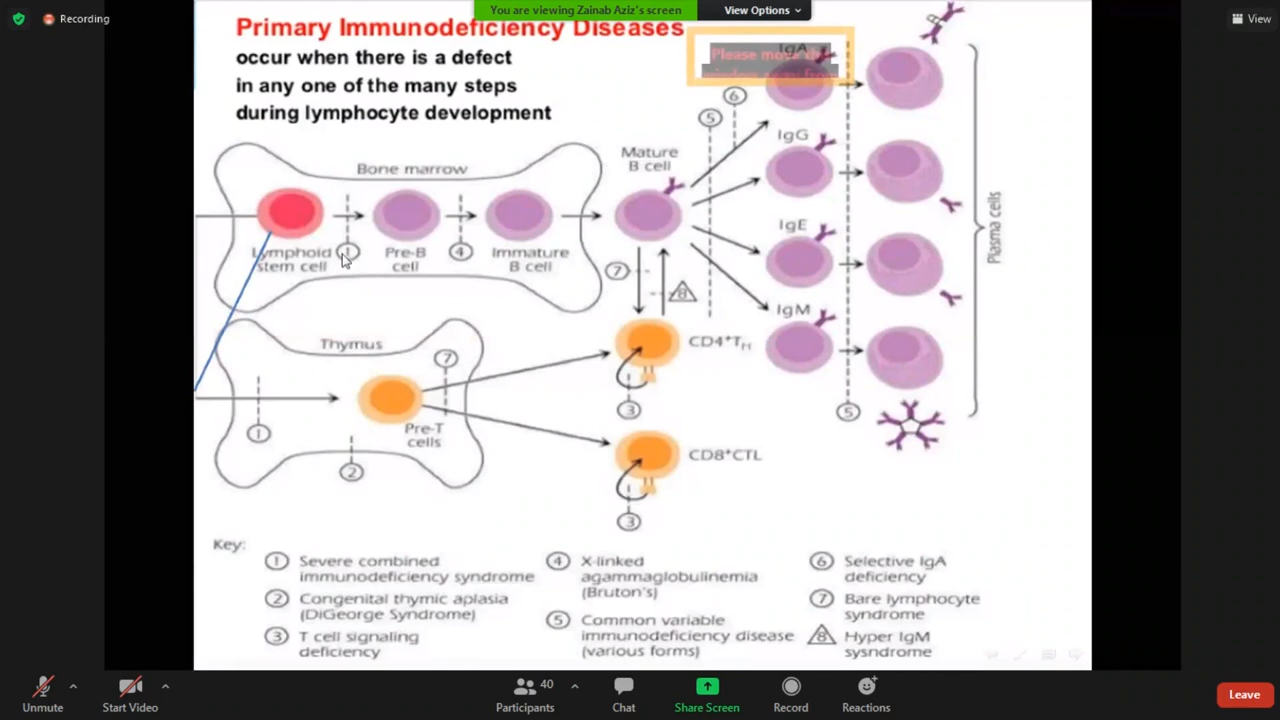 Recording
You are viewing Zainab Aziz's screen
View Options
View
Primary Immunodeficiency Diseases
occur when there is a defect
in any one of the many steps
during lymphocyte development
Please move the
window away from
IgA
6
5
IgG
Mature
B cell
Bone marrow
IgE
Plasma cells
Lymphoid
stem cell
1
Pre-B
cell
4
Immature
B cell
7
8
IgM
Thymus
CD4+TH
7
3
5
1
Pre-T
cells
2
CD8+CTL
3
Key:
1 Severe combined
immunodeficiency syndrome
2 Congenital thymic aplasia
(DiGeorge Syndrome)
3 T cell signaling
deficiency
4 X-linked
agammaglobulinemia
(Bruton's)
5 Common variable
immunodeficiency disease
(various forms)
6 Selective IgA
deficiency
7 Bare lymphocyte
syndrome
8 Hyper IgM
sysndrome
Unmute
Start Video
40
Participants
Chat
Share Screen
Record
Reactions
Leave